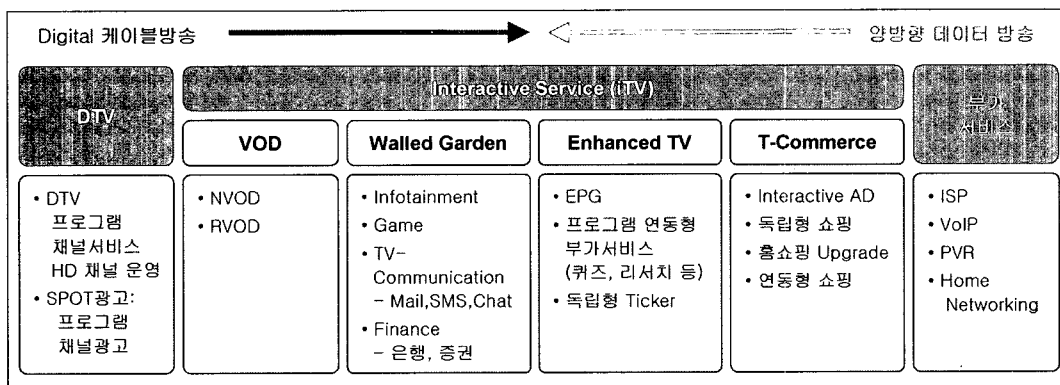 Digital 케이블방송
양방향 데이터 방송
DTV
Interactive Service (iTV)
부가
서비스
VOD
Walled Garden
Enhanced TV
T-Commerce
• DTV
프로그램
채널서비스
HD 채널 운영
• SPOT광고:
프로그램
채널광고
• NVOD
• RVOD
• Infotainment
• Game
• TV-
Communication
- Mail,SMS,Chat
• Finance
- 은행, 증권
• EPG
• 프로그램 연동형
부가서비스
(퀴즈, 리서치 등)
• 독립형 Ticker
• Interactive AD
• 독립형 쇼핑
• 홈쇼핑 Upgrade
• 연동형 쇼핑
• ISP
• VoIP
• PVR
• Home
Networking